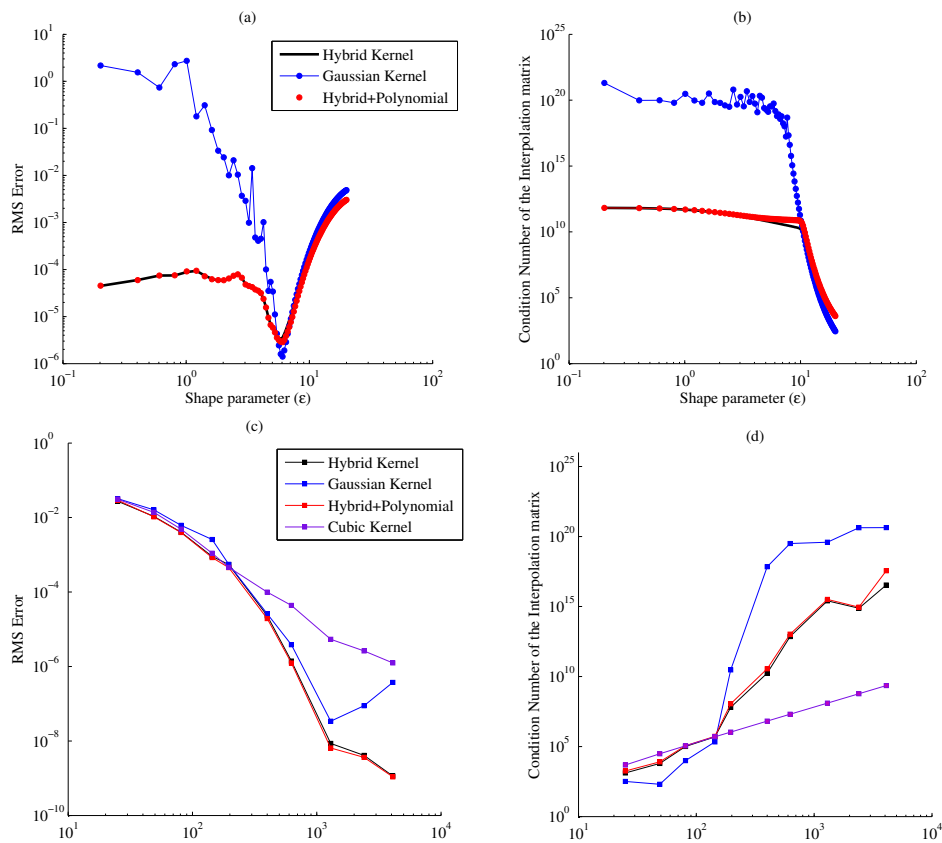 (a)
10^1
10^0
10^-1
10^-2
10^-3
10^-4
10^-5
10^-6
RMS Error
10^-1
10^0
10^1
10^2
Shape parameter (ε)
Hybrid Kernel
Gaussian Kernel
Hybrid+Polynomial
(b)
10^25
10^20
10^15
10^10
10^5
10^0
Condition Number of the Interpolation matrix
10^-1
10^0
10^1
10^2
Shape parameter (ε)
(c)
10^0
10^-2
10^-4
10^-6
10^-8
10^-10
RMS Error
10^1
10^2
10^3
10^4
Hybrid Kernel
Gaussian Kernel
Hybrid+Polynomial
Cubic Kernel
(d)
10^25
10^20
10^15
10^10
10^5
10^0
Condition Number of the Interpolation matrix
10^1
10^2
10^3
10^4